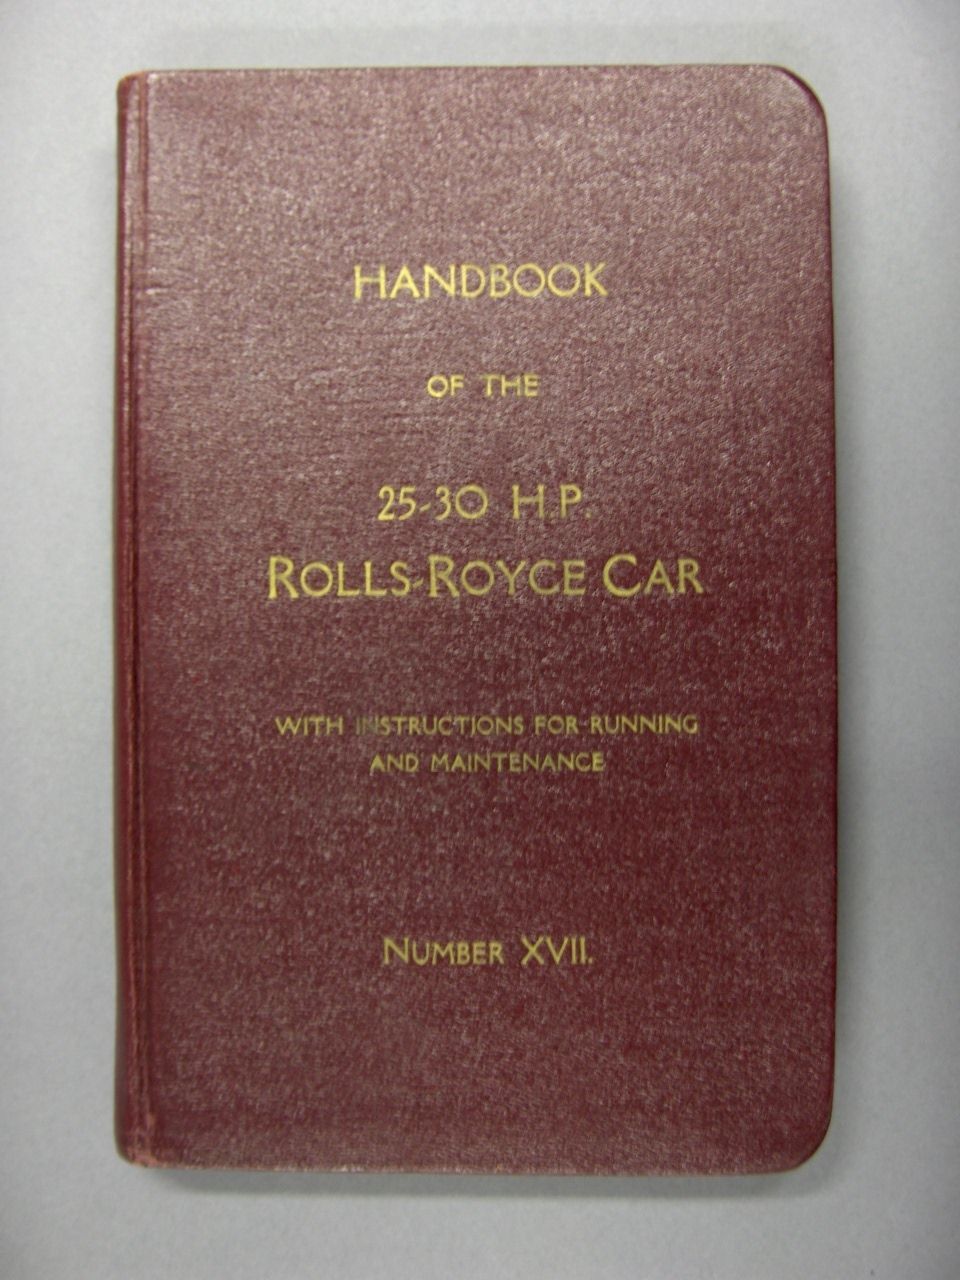 HANDBOOK
OF THE
25-30 H.P.
ROLLS-ROYCE CAR
WITH INSTRUCTIONS FOR RUNNING
AND MAINTENANCE
NUMBER XVII.